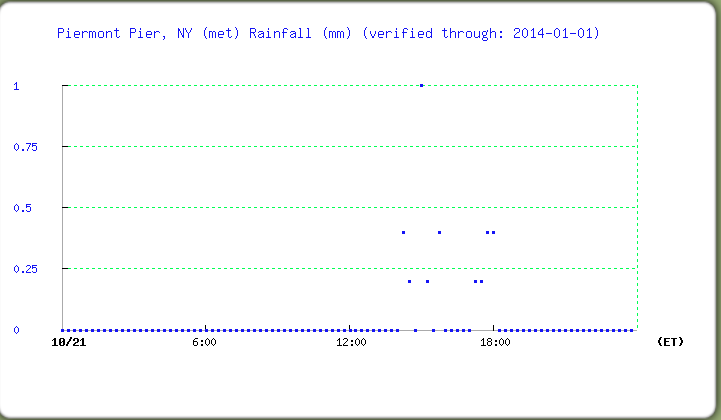 Piermont Pier, NY (met) Rainfall (mm) (verified through: 2014-01-01)
1
0.75
0.5
0.25
0
10/21 6:00 12:00 18:00 (ET)